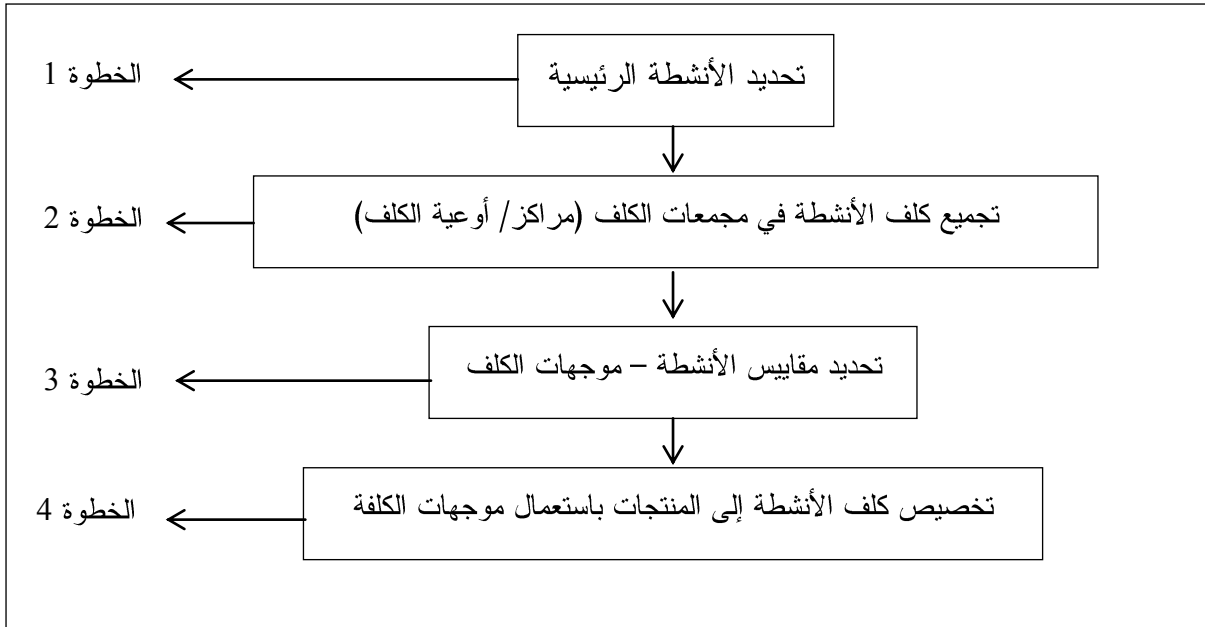 تحديد الأنشطة الرئيسية
الخطوة 1
تجميع كلف الأنشطة في مجمعات الكلف (مراكز/ أوعية الكلف)
الخطوة 2
تحديد مقاييس الأنشطة – موجهات الكلف
الخطوة 3
تخصيص كلف الأنشطة إلى المنتجات باستعمال موجهات الكلفة
الخطوة 4